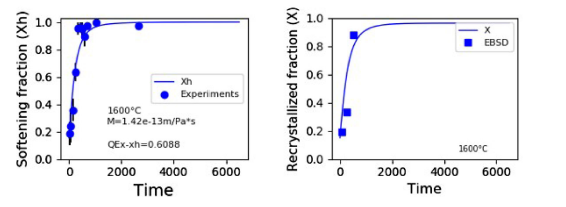 Softening fraction (Xh)
1.0
0.8
0.6
0.4
0.2
0.0
Xh
Experiments
1600°C
M=1.42e-13m/Pa*s
QEx-xh=0.6088
0 2000 4000 6000
Time
Recrystallized fraction (X)
1.0
0.8
0.6
0.4
0.2
0.0
X
EBSD
1600°C
0 2000 4000 6000
Time